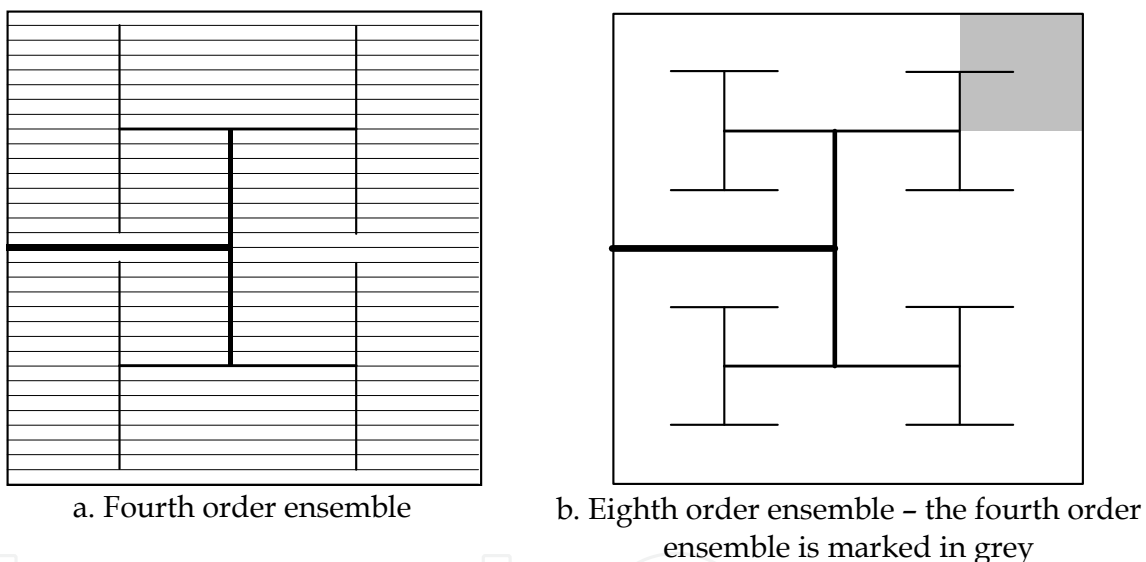 a. Fourth order ensemble
b. Eighth order ensemble – the fourth order
ensemble is marked in grey